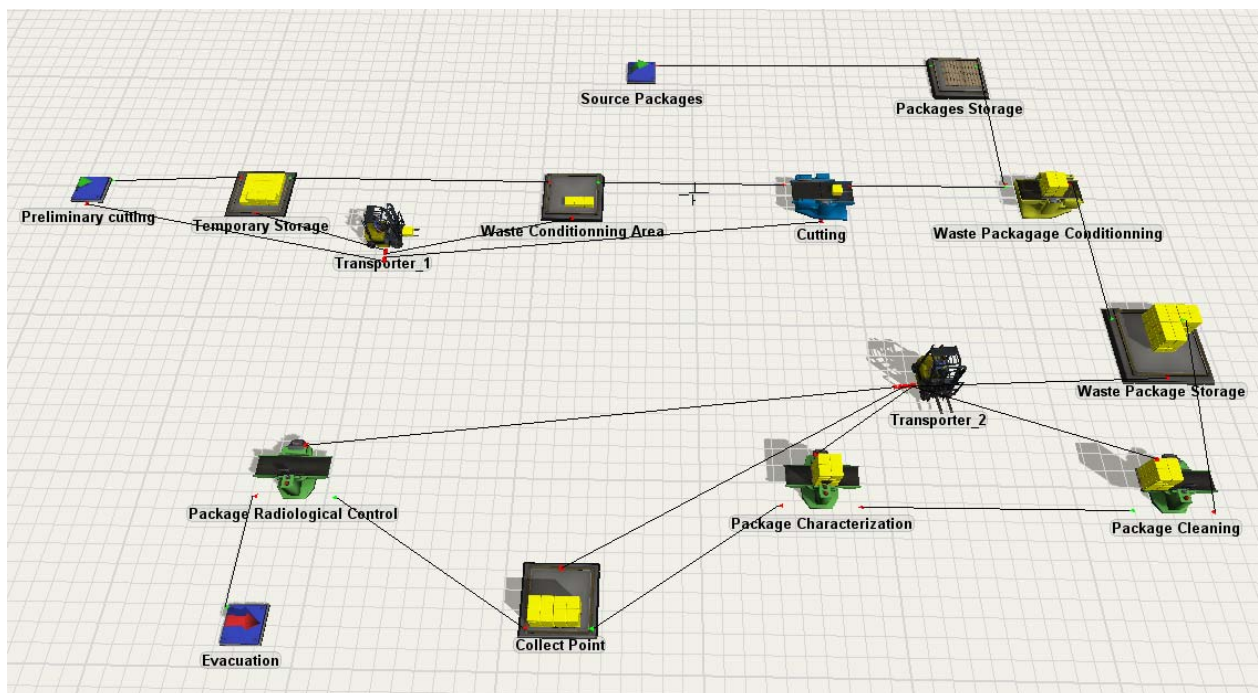 Source Packages
Packages Storage
Preliminary cutting
Temporary Storage
Transporter_1
Waste Conditionning Area
Cutting
Waste Packagage Conditionning
Waste Package Storage
Transporter_2
Package Radiological Control
Package Characterization
Package Cleaning
Collect Point
Evacuation